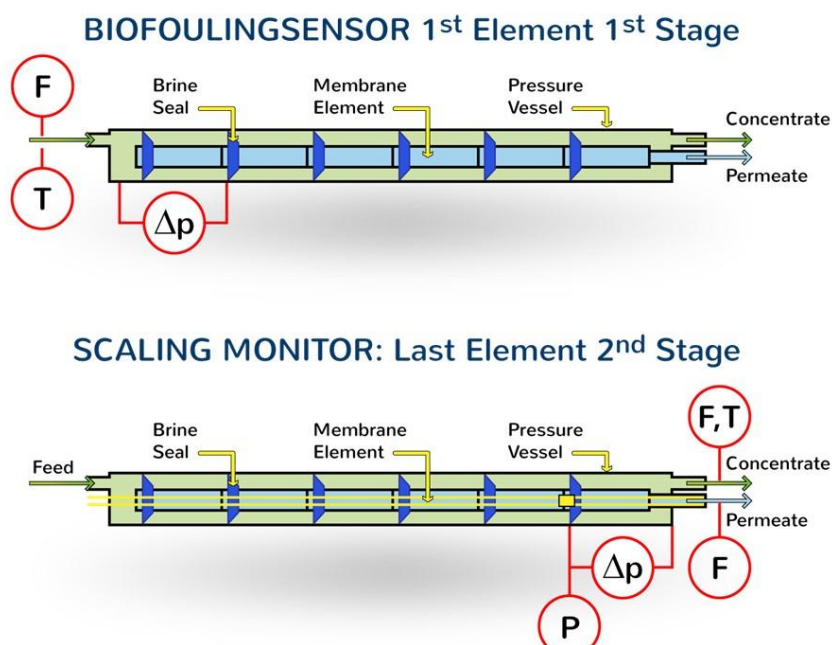 BIOFOULINGSENSOR 1st Element 1st Stage
F
Brine
Seal
Membrane
Element
Pressure
Vessel
Concentrate
Permeate
T
Δp
SCALING MONITOR: Last Element 2nd Stage
F,T
Brine
Seal
Membrane
Element
Pressure
Vessel
Feed
Concentrate
Permeate
Δp
F
P